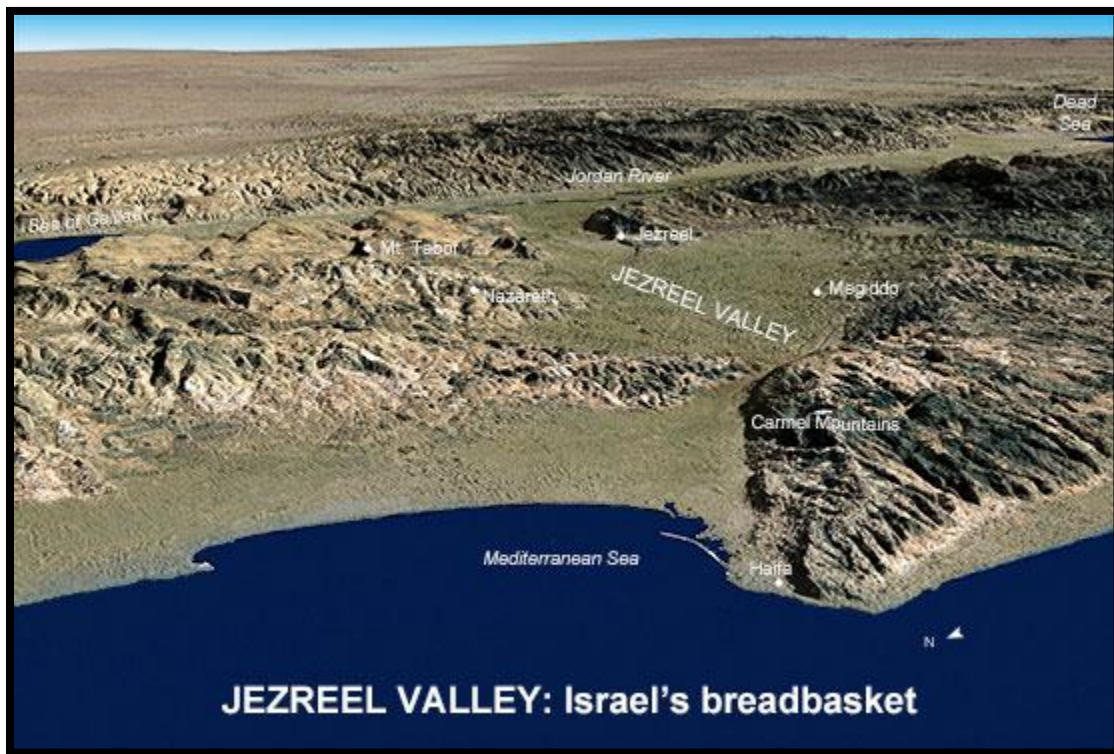 Dead
Sea
Jordan River
Sea of Galilee
Jezreel
Mt. Tabor
JEZREEL VALLEY
Megiddo
Nazareth
Carmel Mountains
Mediterranean Sea
Haifa
N
JEZREEL VALLEY: Israel's breadbasket